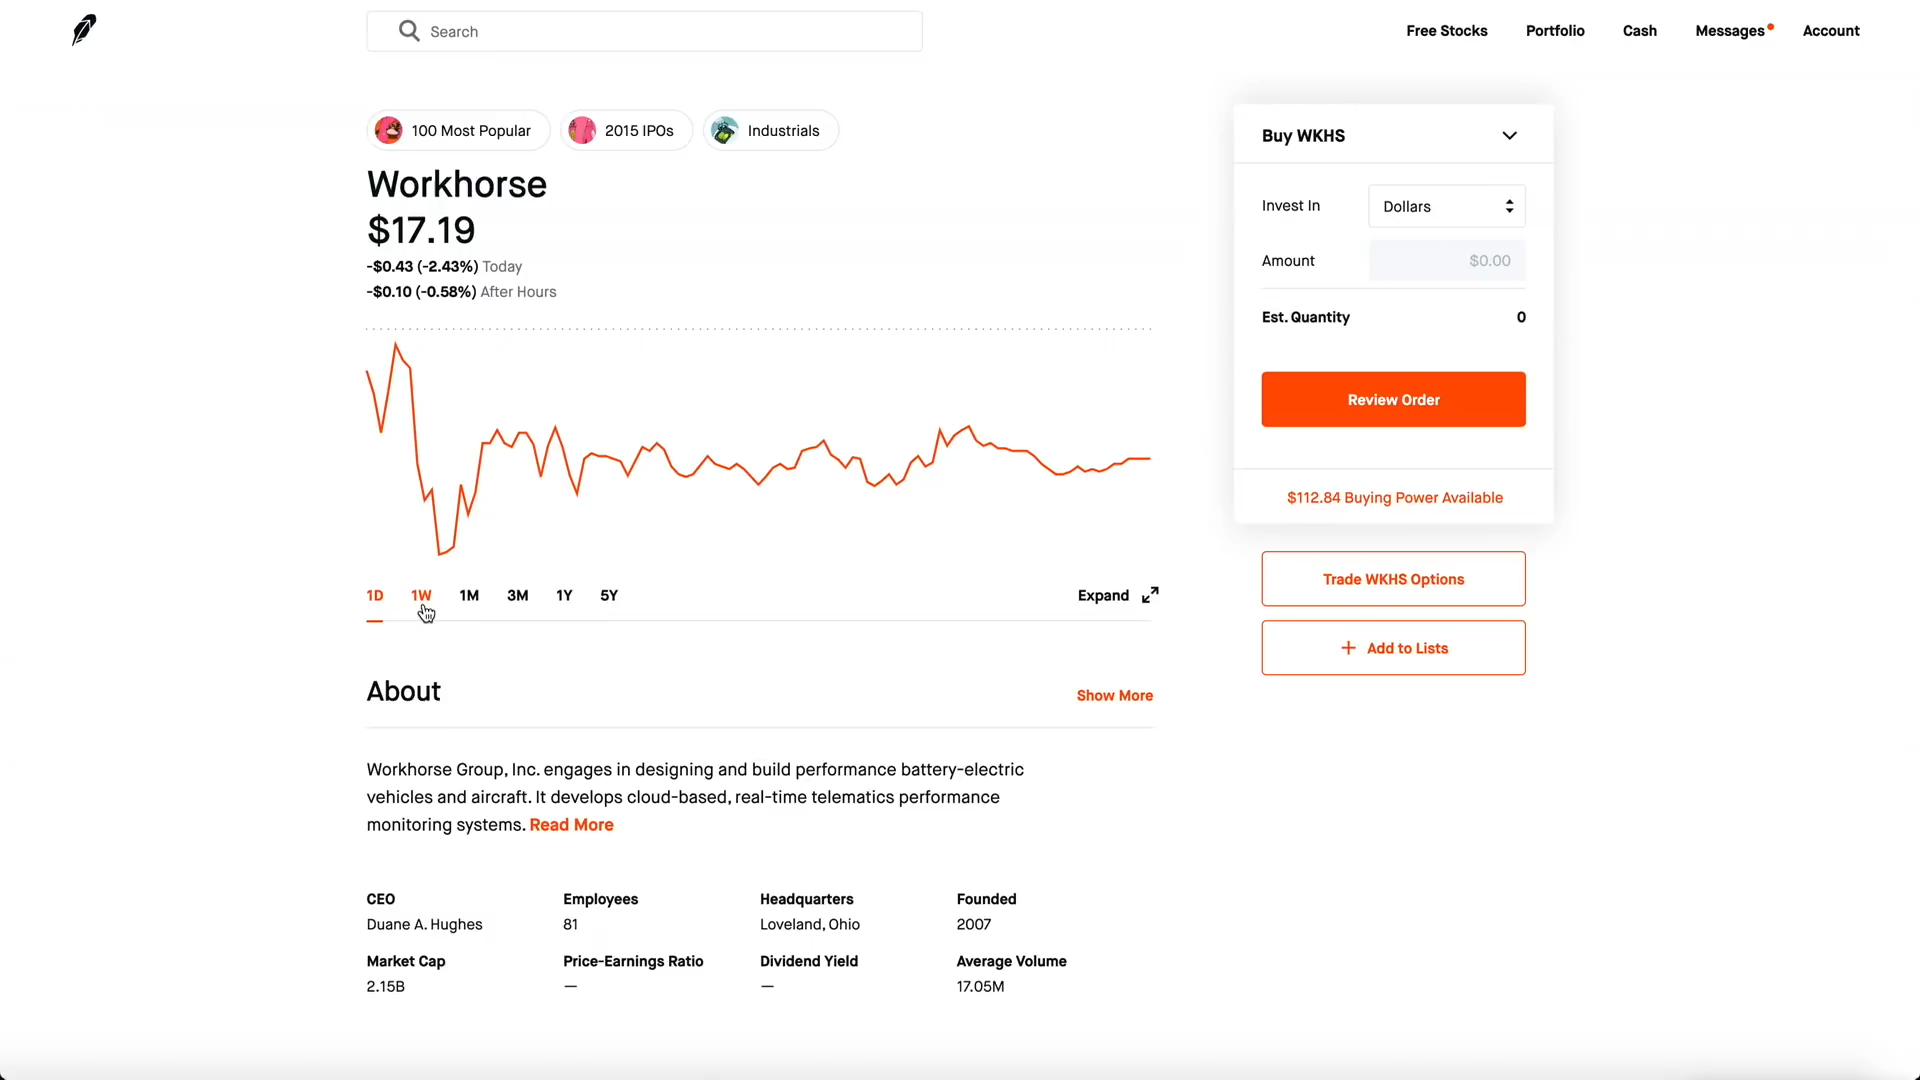 Search
Free Stocks
Portfolio
Cash
Messages
Account
100 Most Popular
2015 IPOs
Industrials
Workhorse
$17.19
-$0.43 (-2.43%) Today
-$0.10 (-0.58%) After Hours
1D
1W
1M
3M
1Y
5Y
Expand
About
Show More
Workhorse Group, Inc. engages in designing and build performance battery-electric
vehicles and aircraft. It develops cloud-based, real-time telematics performance
monitoring systems. Read More
CEO
Duane A. Hughes
Employees
81
Headquarters
Loveland, Ohio
Founded
2007
Market Cap
2.15B
Price-Earnings Ratio
—
Dividend Yield
—
Average Volume
17.05M
Buy WKHS
Invest In
Dollars
Amount
$0.00
Est. Quantity
0
Review Order
$112.84 Buying Power Available
Trade WKHS Options
+ Add to Lists